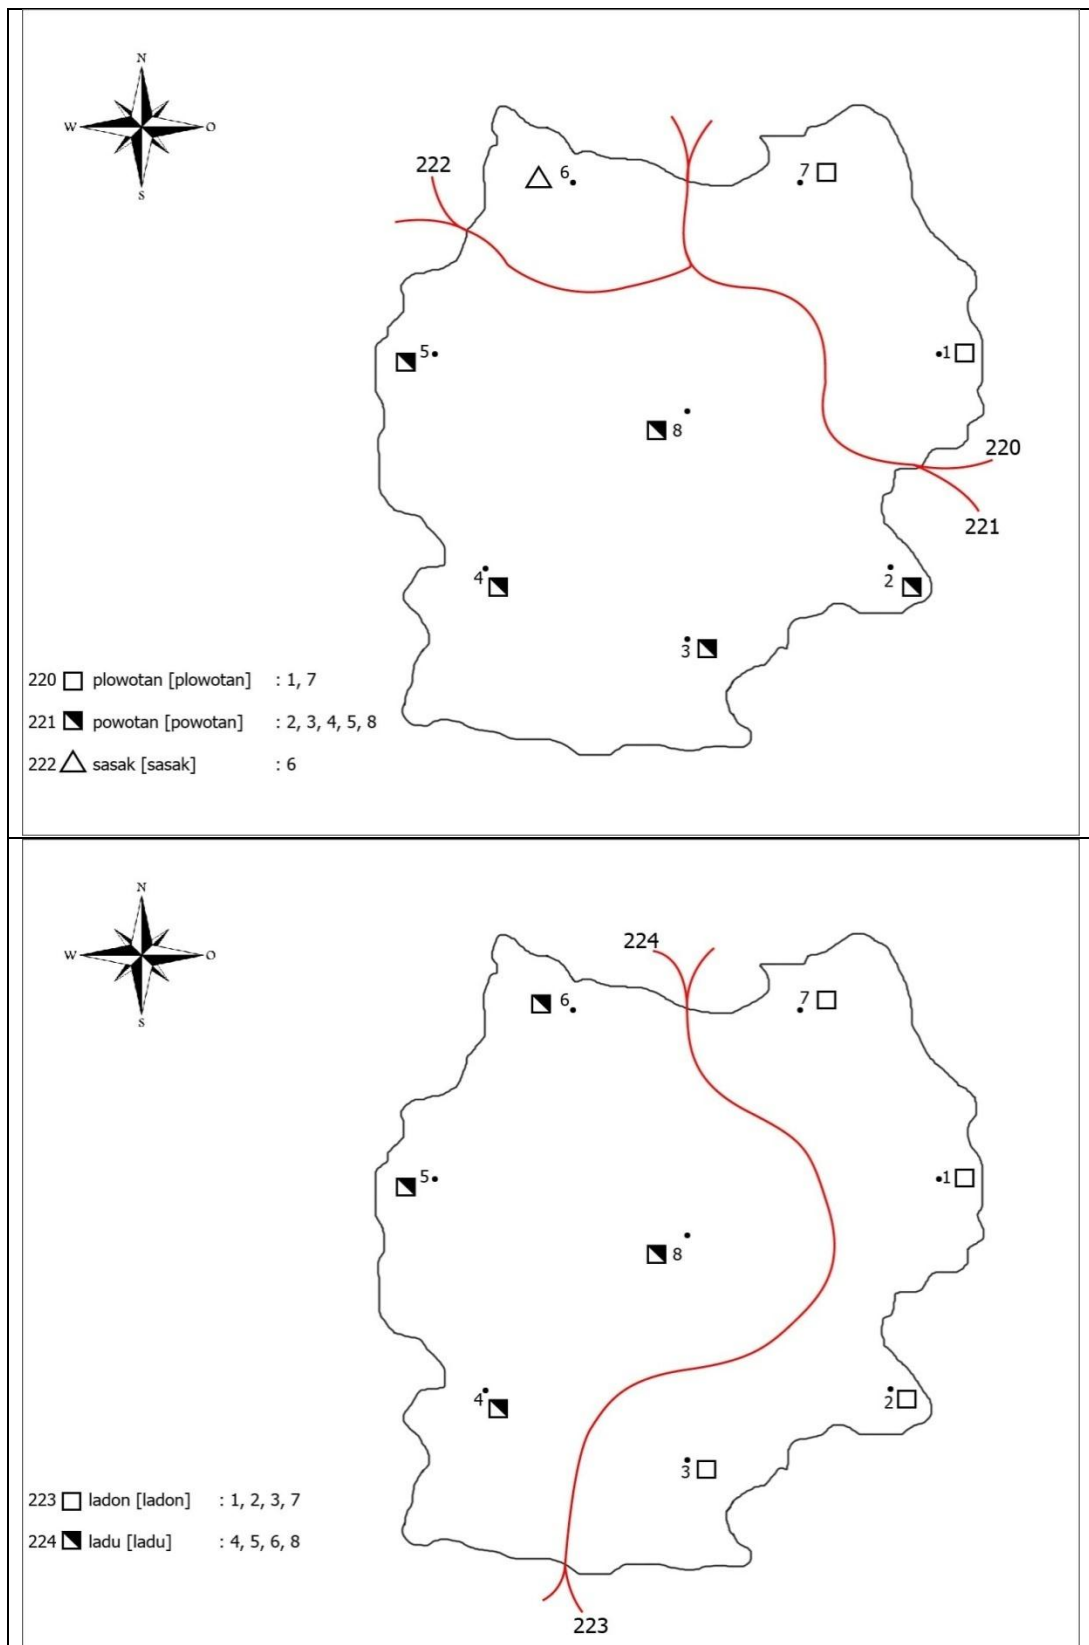 N
W
O
S
222
6
7
5
1
8
220
221
4
2
3
220 plowotan [plowotan] : 1, 7
221 powotan [powotan] : 2, 3, 4, 5, 8
222 sasak [sasak] : 6
N
224
W
O
6
7
S
5
1
8
4
2
3
223 ladon [ladon] : 1, 2, 3, 7
224 ladu [ladu] : 4, 5, 6, 8
223